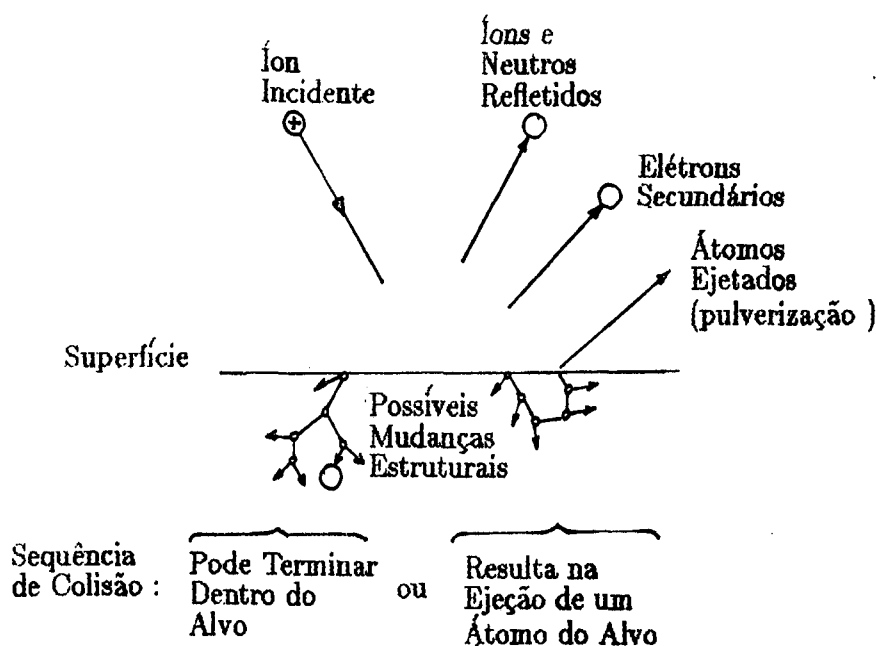 Íon
Incidente
Íons e
Neutros
Refletidos
Elétrons
Secundários
Átomos
Ejetados
(pulverização )
Superfície
Possíveis
Mudanças
Estruturais
Sequência
de Colisão :
Pode Terminar
Dentro do
Alvo
ou
Resulta na
Ejeção de um
Átomo do Alvo